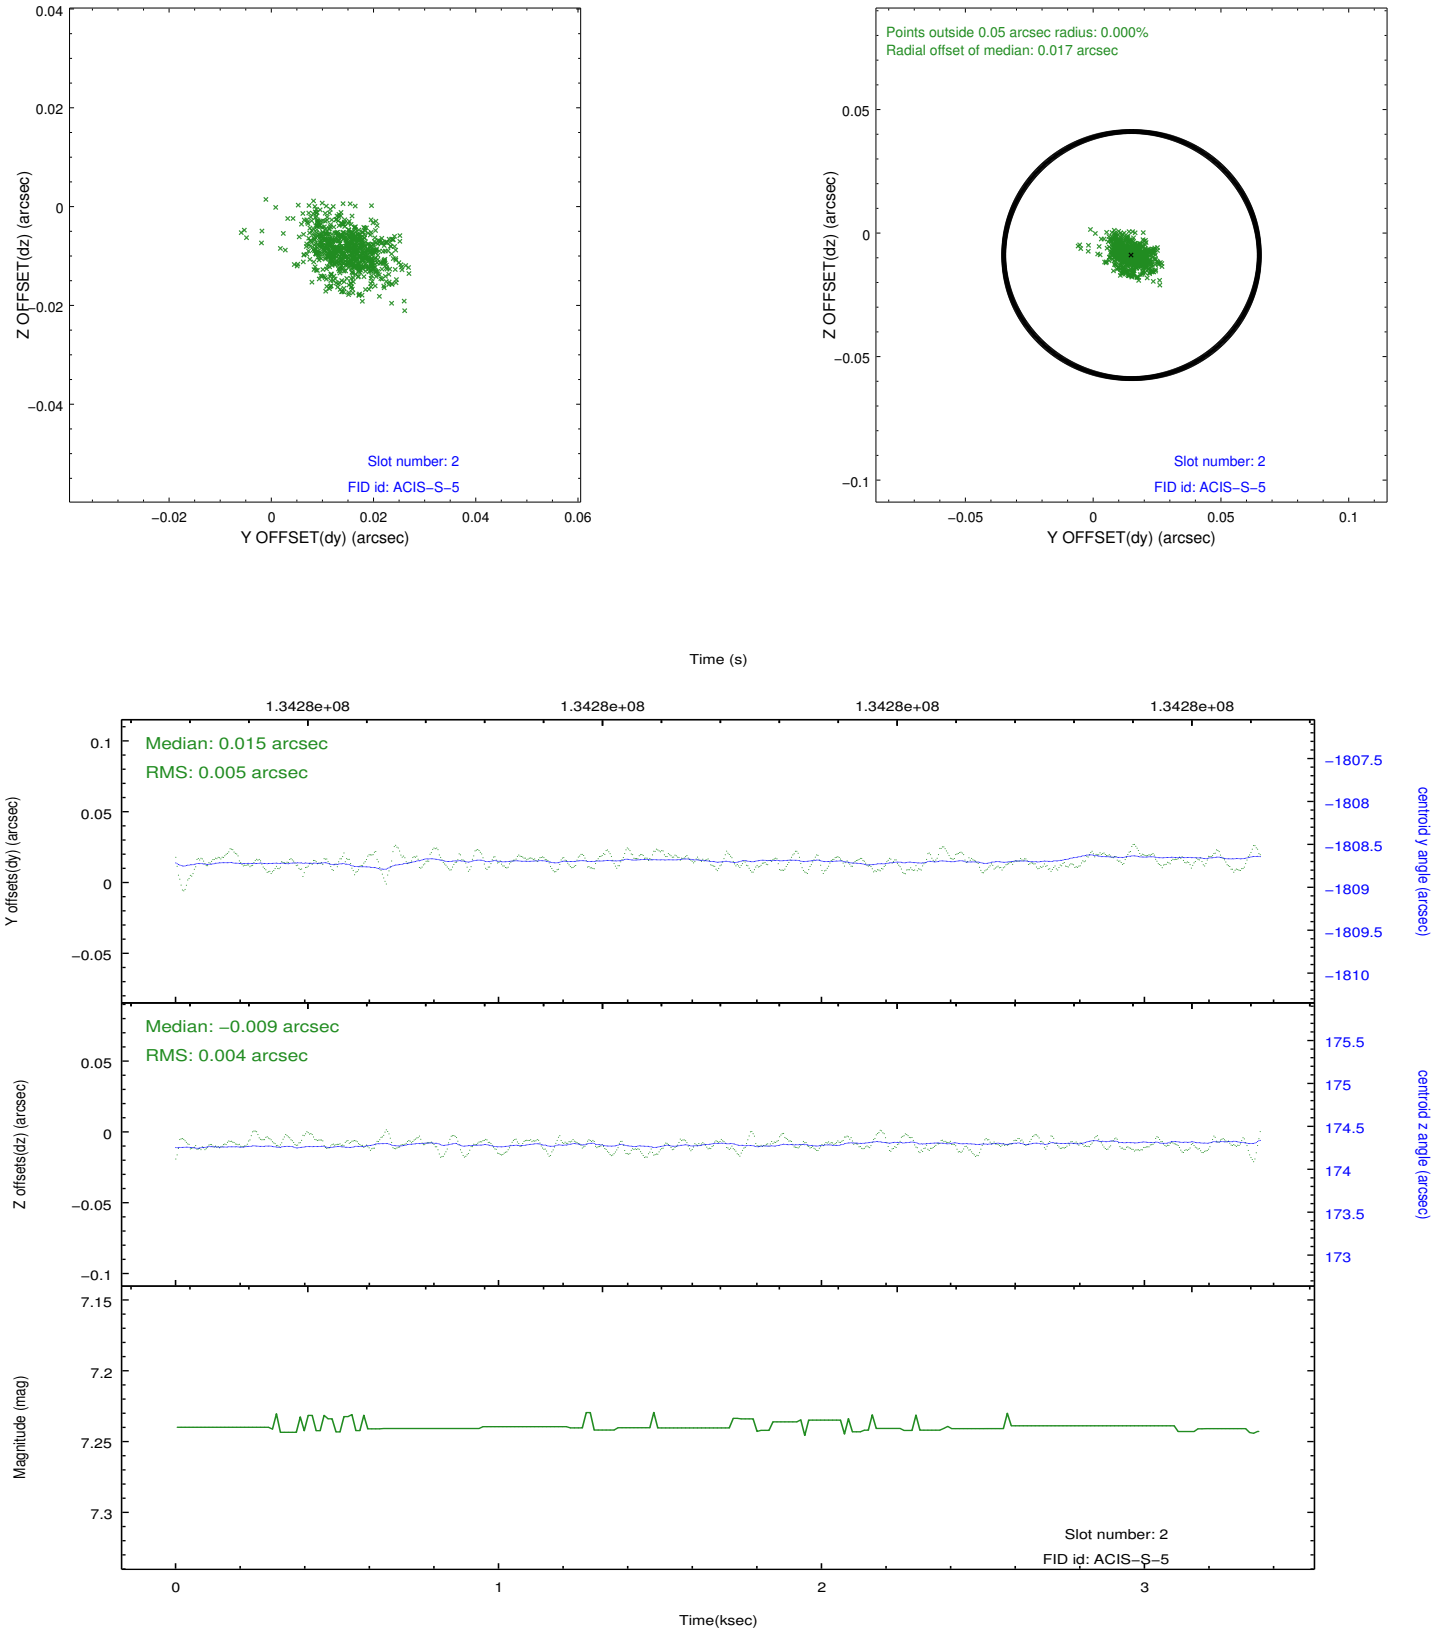 0.04
0.02
0
−0.02
−0.04
Z OFFSET(dz) (arcsec)
Slot number: 2
FID id: ACIS−S−5
−0.02
0
0.02
0.04
0.06
Y OFFSET(dy) (arcsec)
Points outside 0.05 arcsec radius: 0.000%
Radial offset of median: 0.017 arcsec
0.05
0
−0.05
−0.1
Z OFFSET(dz) (arcsec)
Slot number: 2
FID id: ACIS−S−5
−0.05
0
0.05
0.1
Y OFFSET(dy) (arcsec)
Time (s)
1.3428e+08
1.3428e+08
1.3428e+08
1.3428e+08
Median: 0.015 arcsec
RMS: 0.005 arcsec
0.1
0.05
0
−0.05
Y offsets(dy) (arcsec)
−1807.5
−1808
−1808.5
−1809
−1809.5
−1810
centroid y angle (arcsec)
Median: −0.009 arcsec
RMS: 0.004 arcsec
0.05
0
−0.05
−0.1
Z offsets(dz) (arcsec)
175.5
175
174.5
174
173.5
173
centroid z angle (arcsec)
7.15
7.2
7.25
7.3
Magnitude (mag)
Slot number: 2
FID id: ACIS−S−5
0
1
2
3
Time(ksec)